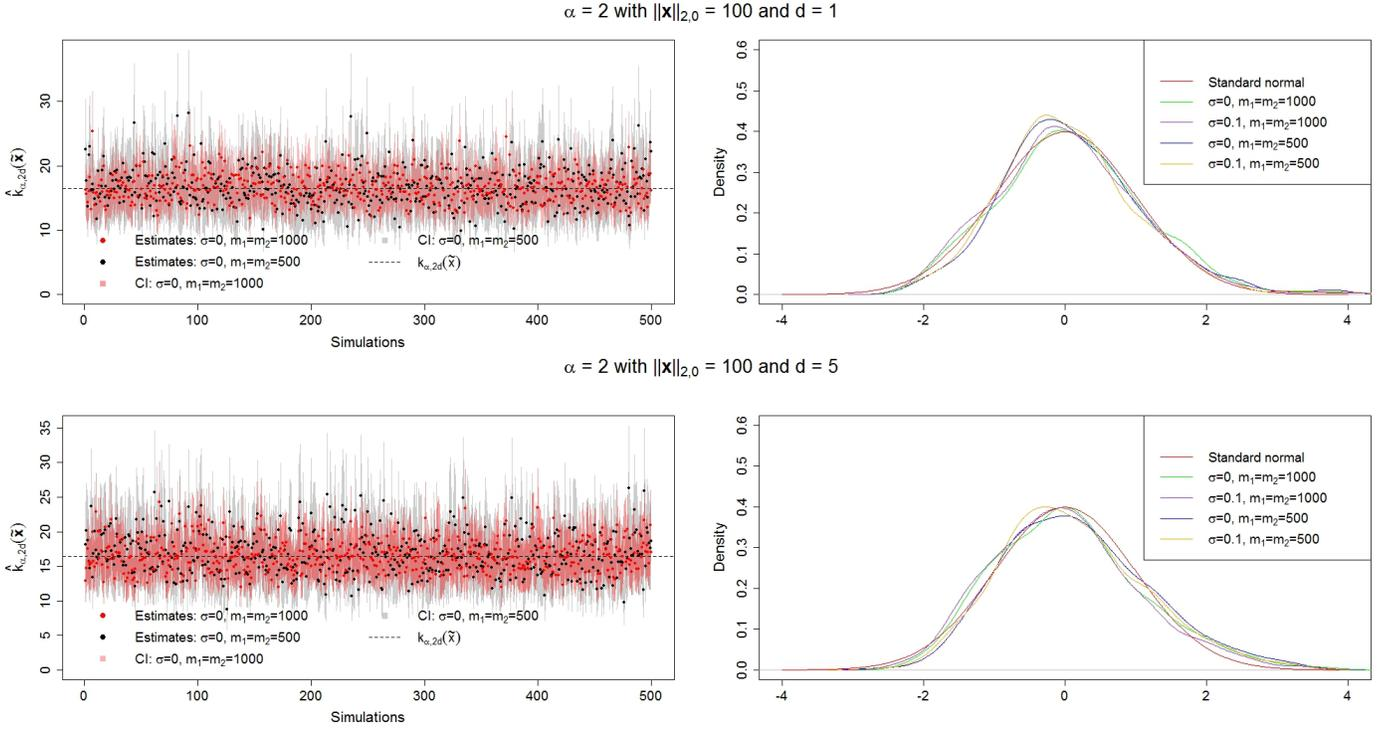 α = 2 with ||x||2,0 = 100 and d = 1
k̂α,2d(x̃)
30
20
10
0
Estimates: σ=0, m1=m2=1000
Estimates: σ=0, m1=m2=500
CI: σ=0, m1=m2=1000
CI: σ=0, m1=m2=500
kα,2d(x̃)
0 100 200 300 400 500
Simulations
Density
0.6
0.5
0.4
0.3
0.2
0.1
0.0
Standard normal
σ=0, m1=m2=1000
σ=0.1, m1=m2=1000
σ=0, m1=m2=500
σ=0.1, m1=m2=500
-4 -2 0 2 4
α = 2 with ||x||2,0 = 100 and d = 5
k̂α,2d(x̃)
35
30
25
20
15
10
5
0
Estimates: σ=0, m1=m2=1000
Estimates: σ=0, m1=m2=500
CI: σ=0, m1=m2=1000
CI: σ=0, m1=m2=500
kα,2d(x̃)
0 100 200 300 400 500
Simulations
Density
0.6
0.5
0.4
0.3
0.2
0.1
0.0
Standard normal
σ=0, m1=m2=1000
σ=0.1, m1=m2=1000
σ=0, m1=m2=500
σ=0.1, m1=m2=500
-4 -2 0 2 4